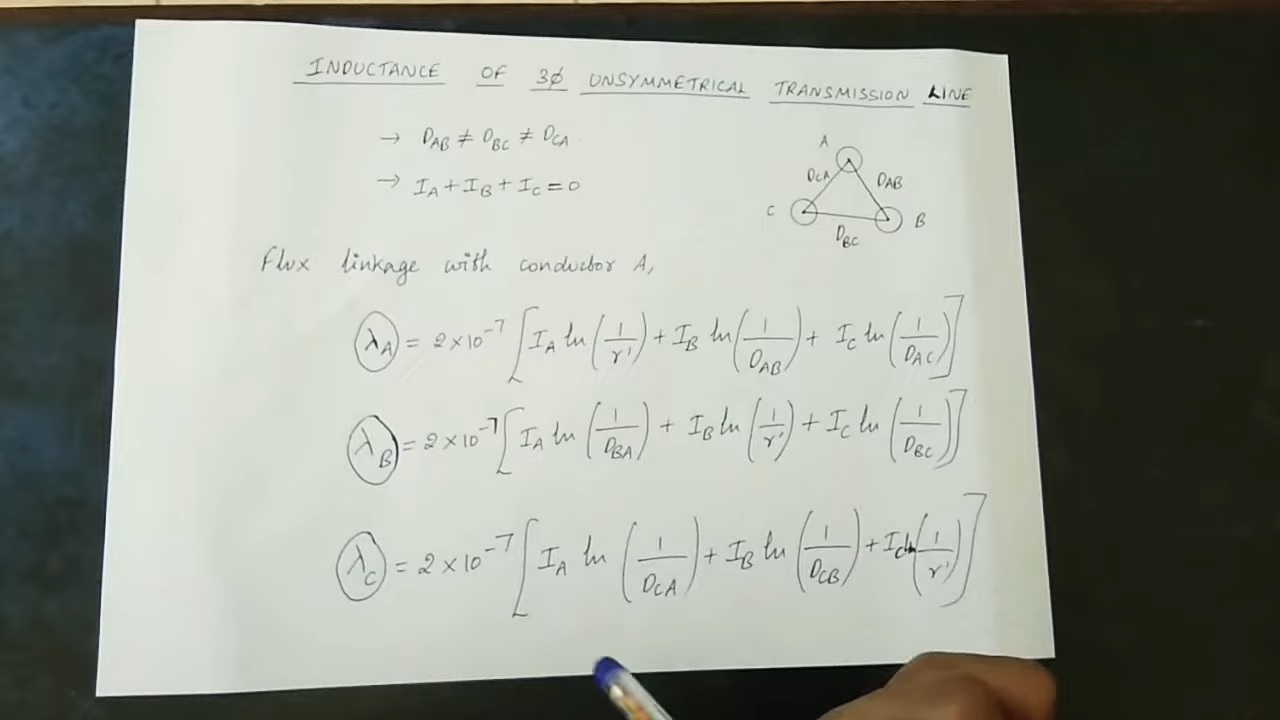 INDUCTANCE OF 3φ UNSYMMETRICAL TRANSMISSION LINE
→ D_AB ≠ D_BC ≠ D_CA
→ I_A + I_B + I_C = 0
A
D_CA D_AB
C B
D_BC
Flux linkage with conductor A,
λ_A = 2×10^-7 [I_A ln(1/r') + I_B ln(1/D_AB) + I_C ln(1/D_AC)]
λ_B = 2×10^-7 [I_A ln(1/D_BA) + I_B ln(1/r') + I_C ln(1/D_BC)]
λ_C = 2×10^-7 [I_A ln(1/D_CA) + I_B ln(1/D_CB) + I_C ln(1/r')]